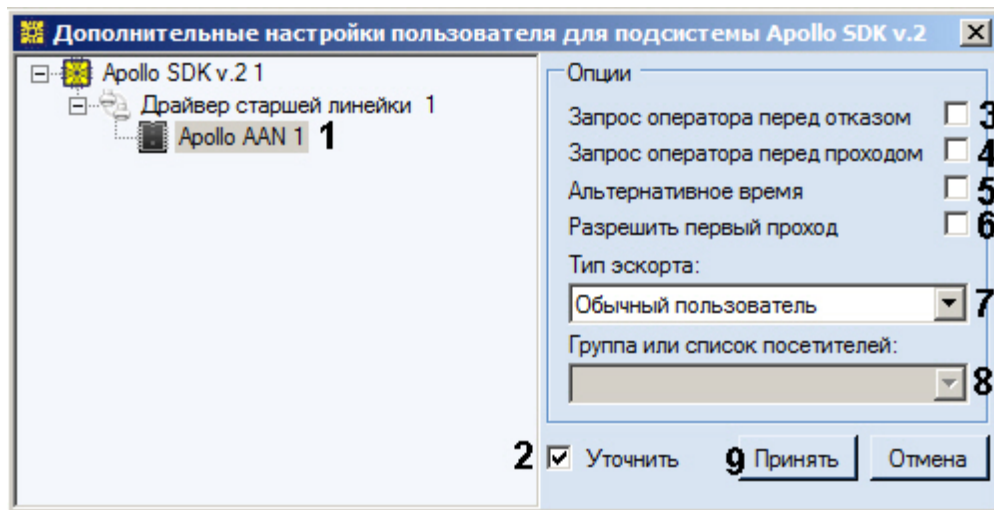 Дополнительные настройки пользователя для подсистемы Apollo SDK v.2
Apollo SDK v.2 1
Драйвер старшей линейки 1
Apollo AAN 1 1
Опции
Запрос оператора перед отказом 3
Запрос оператора перед проходом 4
Альтернативное время 5
Разрешить первый проход 6
Тип эскорта:
Обычный пользователь 7
Группа или список посетителей:
8
2 Уточнить 9 Принять Отмена